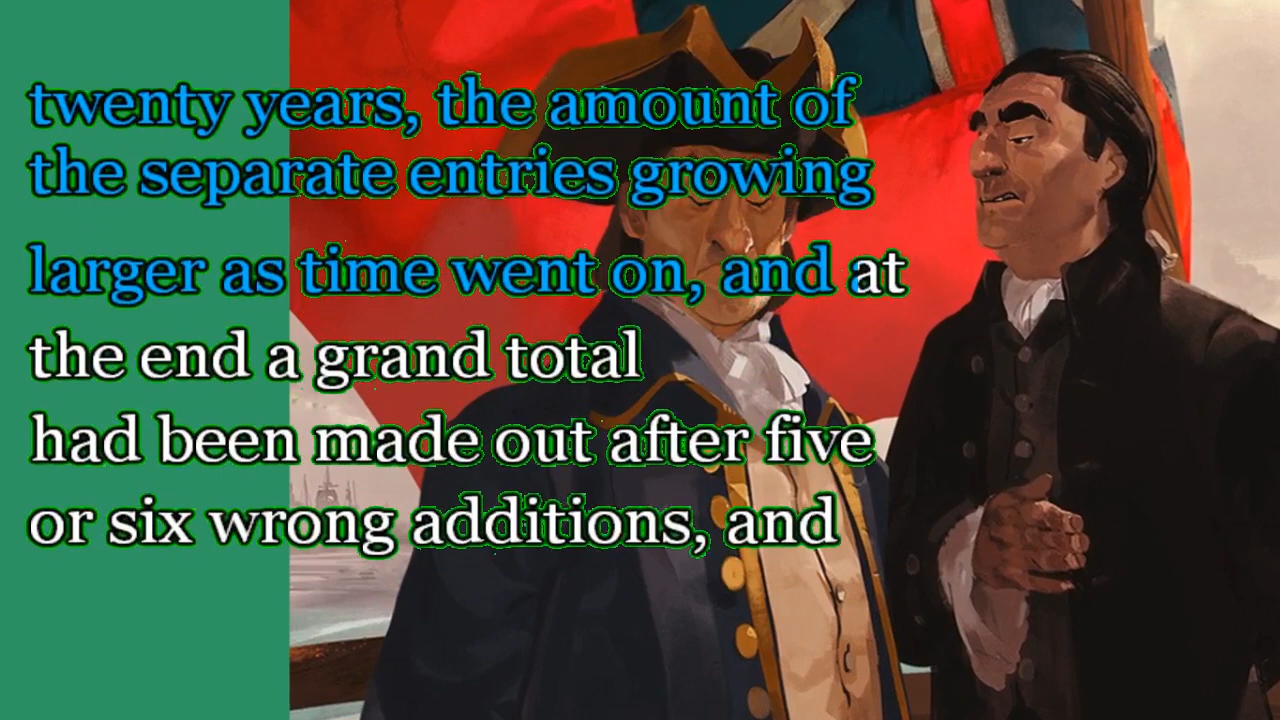 twenty years, the amount of
the separate entries growing
larger as time went on, and at
the end a grand total
had been made out after five
or six wrong additions, and